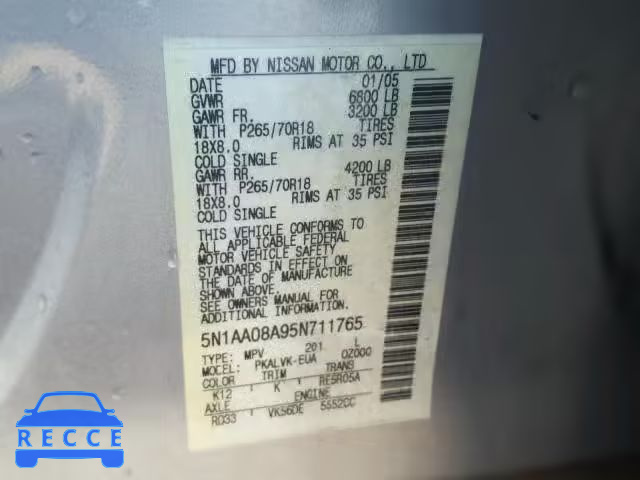 MFD BY NISSAN MOTOR CO., LTD
DATE 01/05
GVWR 6800 LB
GAWR FR. 3200 LB
WITH P265/70R18 TIRES
18X8.0 RIMS AT 35 PSI
COLD SINGLE
GAWR RR. 4200 LB
WITH P265/70R18 TIRES
18X8.0 RIMS AT 35 PSI
COLD SINGLE
THIS VEHICLE CONFORMS TO
ALL APPLICABLE FEDERAL
MOTOR VEHICLE SAFETY
STANDARDS IN EFFECT ON
THE DATE OF MANUFACTURE
SHOWN ABOVE.
SEE OWNERS MANUAL FOR
ADDITIONAL INFORMATION.
5N1AA08A95N711765
TYPE: MPV 201 L
MODEL: PKALVK-EUA 0Z000
COLOR TRIM TRANS
K12 K RE5R05A
AXLE ENGINE
RD33 VK56DE 5552CC
RECCE